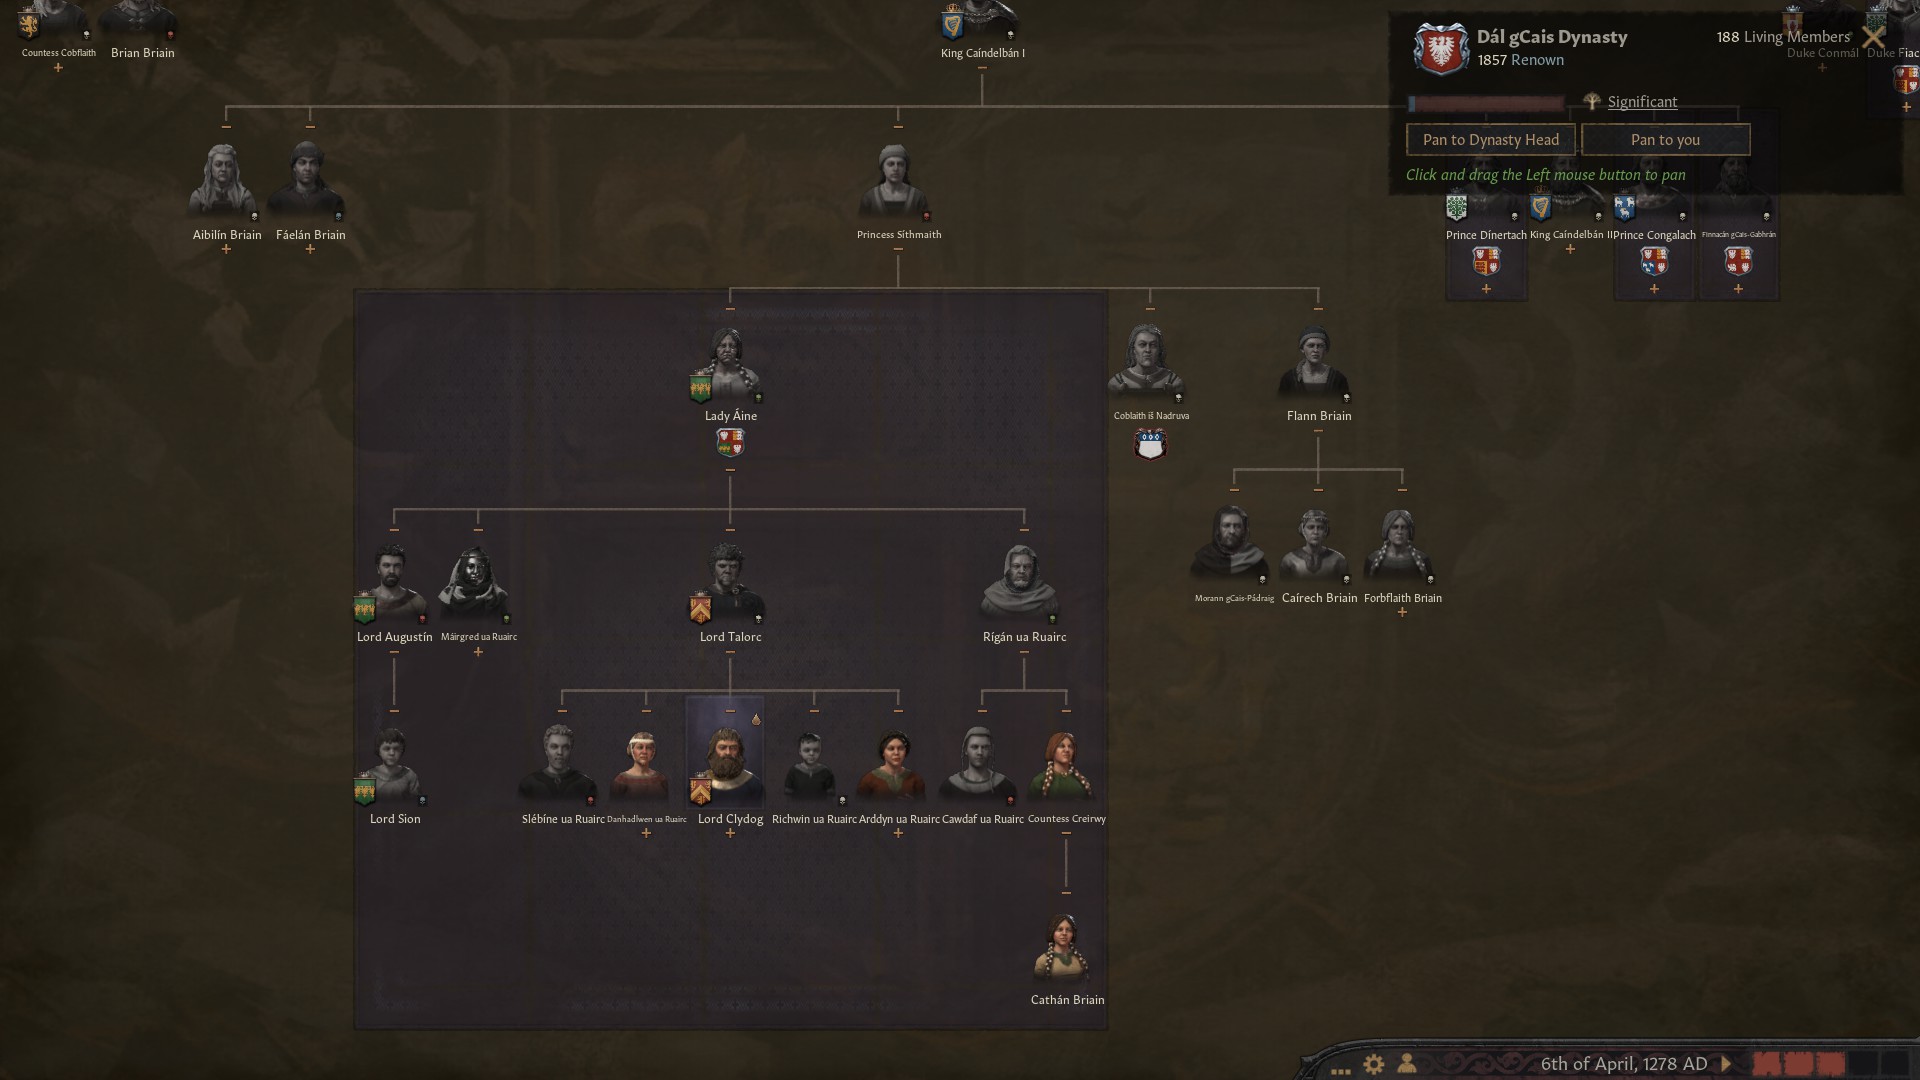 Countess Cobflaith
Brian Briain
King Caíndelbán I
Dál gCais Dynasty
1857 Renown
188 Living Members
Duke Conmál
Duke Fiac
Significant
Pan to Dynasty Head
Pan to you
Click and drag the Left mouse button to pan
Aibilín Briain
Fáelán Briain
Princess Síthmaith
Prince Dínertach
King Caíndelbán II
Prince Congalach
Finnacán gCais-Gabhrán
Lady Áine
Coblaith iš Nadruva
Flann Briain
Morann gCais-Pádraig
Caírech Briain
Forbflaith Briain
Lord Augustín
Máirgred ua Ruairc
Lord Talorc
Rígán ua Ruairc
Lord Sion
Slébíne ua Ruairc
Danhadlwen ua Ruairc
Lord Clydog
Richwin ua Ruairc
Arddyn ua Ruairc
Cawdaf ua Ruairc
Countess Creirwy
Cathán Briain
6th of April, 1278 AD